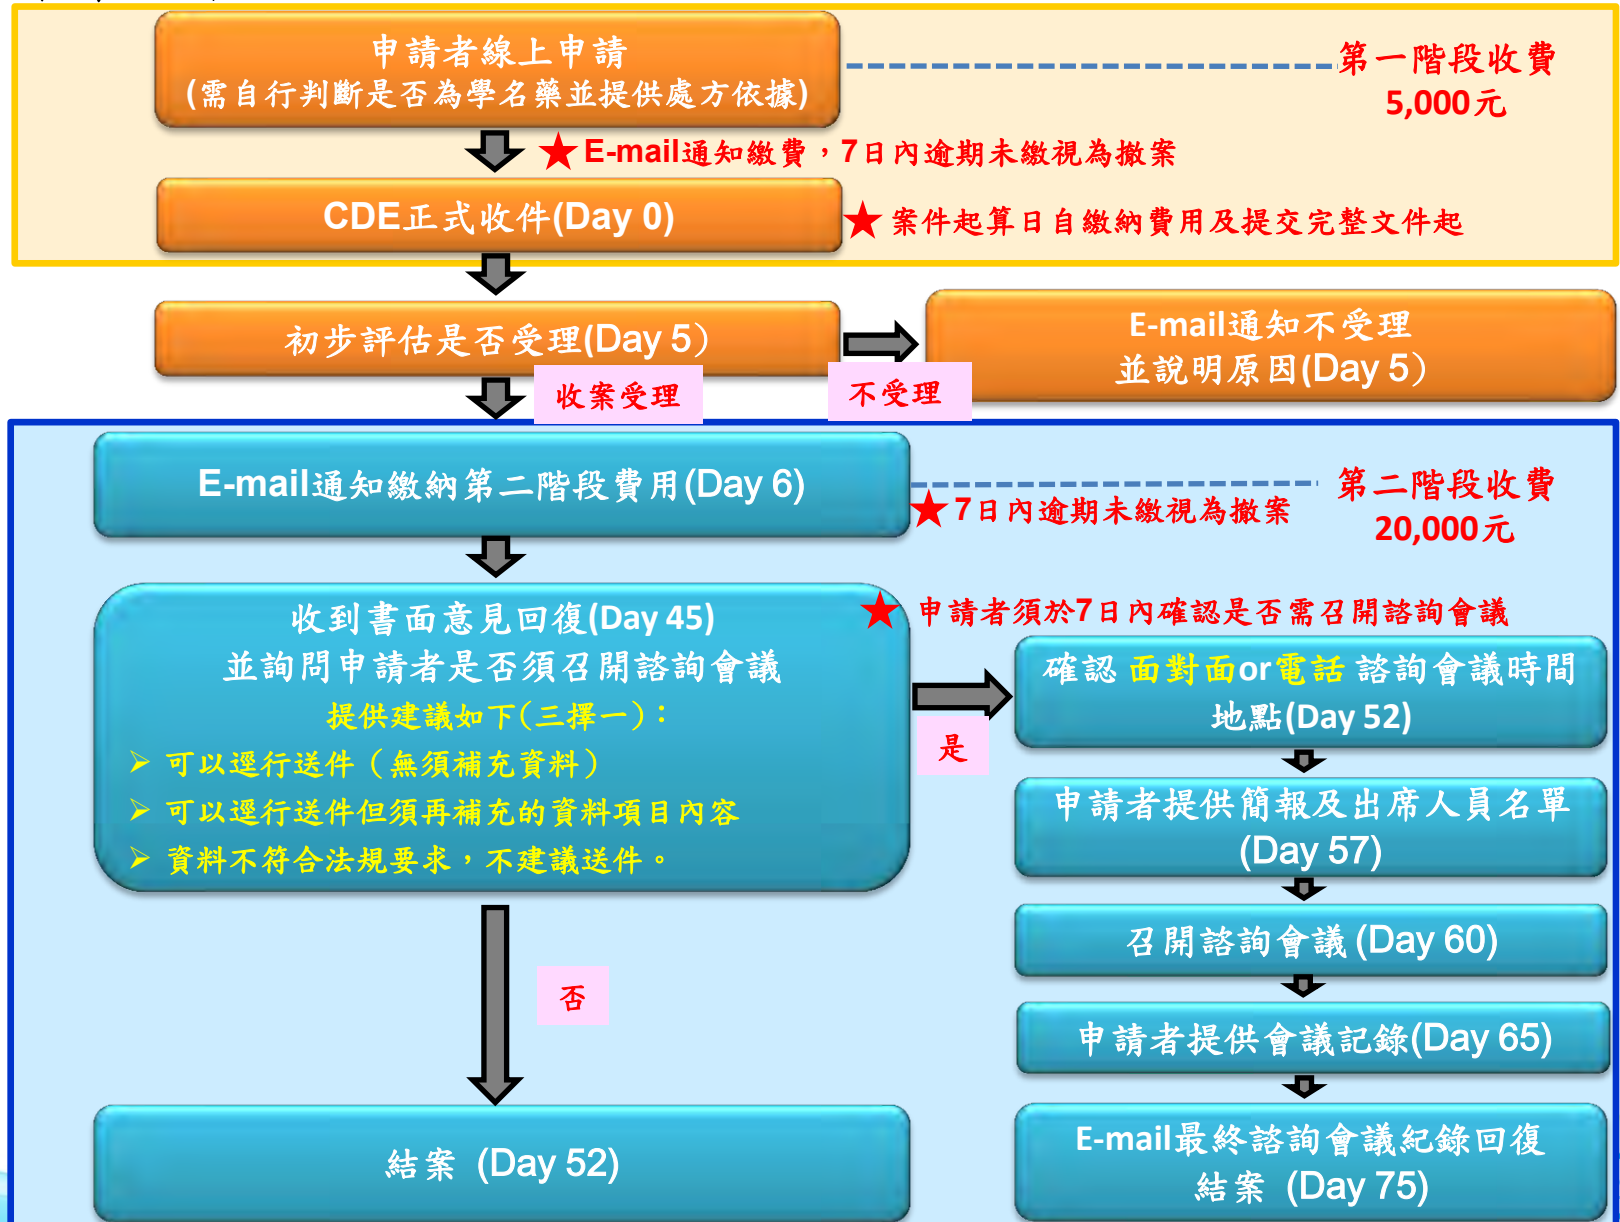 申請者線上申請
(需自行判斷是否為學名藥並提供處方依據)
第一階段收費
5,000元
★E-mail通知繳費，7日內逾期未繳視為撤案
CDE正式收件(Day 0)
★ 案件起算日自繳納費用及提交完整文件起
初步評估是否受理(Day 5)
E-mail通知不受理
並說明原因(Day 5)
收案受理
不受理
E-mail通知繳納第二階段費用(Day 6)
第二階段收費
20,000元
★7日內逾期未繳視為撤案
收到書面意見回復(Day 45)
並詢問申請者是否須召開諮詢會議
提供建議如下(三擇一)：
➢ 可以逕行送件（無須補充資料）
➢ 可以逕行送件但須再補充的資料項目內容
➢ 資料不符合法規要求，不建議送件。
★ 申請者須於7日內確認是否需召開諮詢會議
是
確認 面對面or電話 諮詢會議時間
地點(Day 52)
申請者提供簡報及出席人員名單
(Day 57)
召開諮詢會議 (Day 60)
申請者提供會議記錄(Day 65)
E-mail最終諮詢會議紀錄回復
結案 (Day 75)
否
結案 (Day 52)